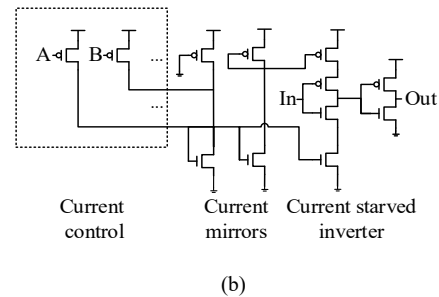 A B
...
...
In Out
Current Current Current starved
control mirrors inverter
(b)